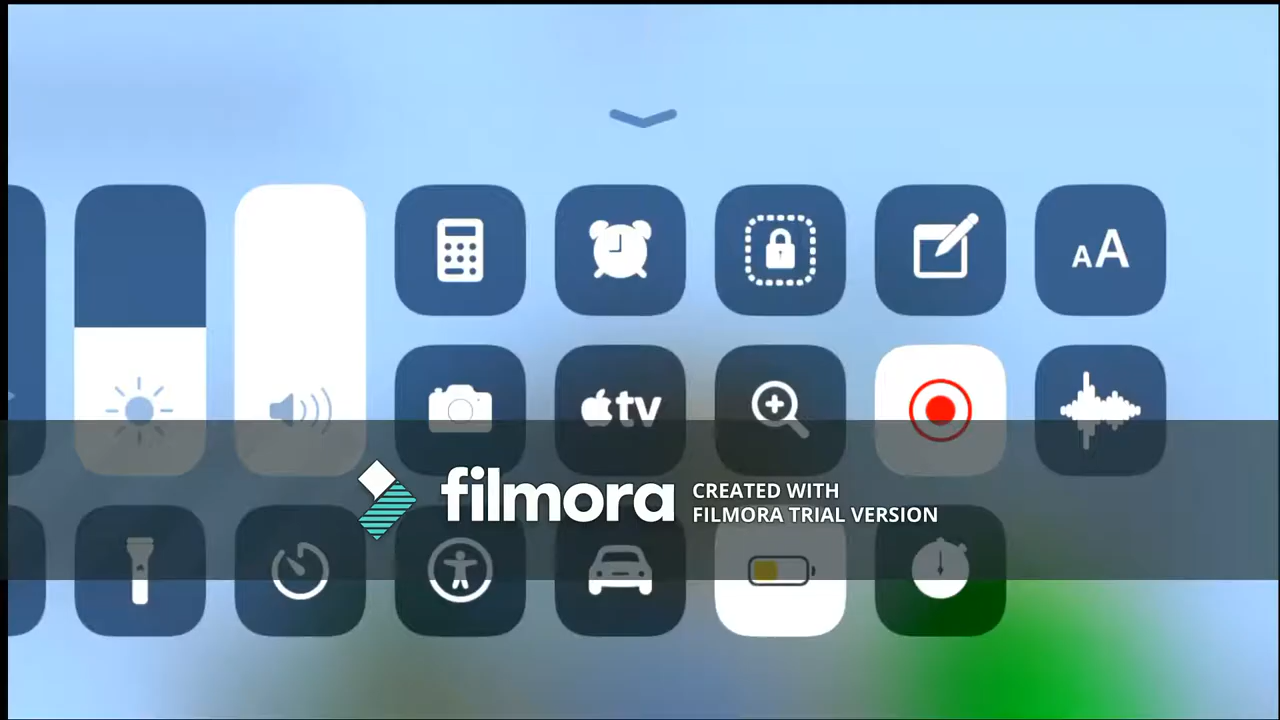 AA
tv
filmora
CREATED WITH
FILMORA TRIAL VERSION